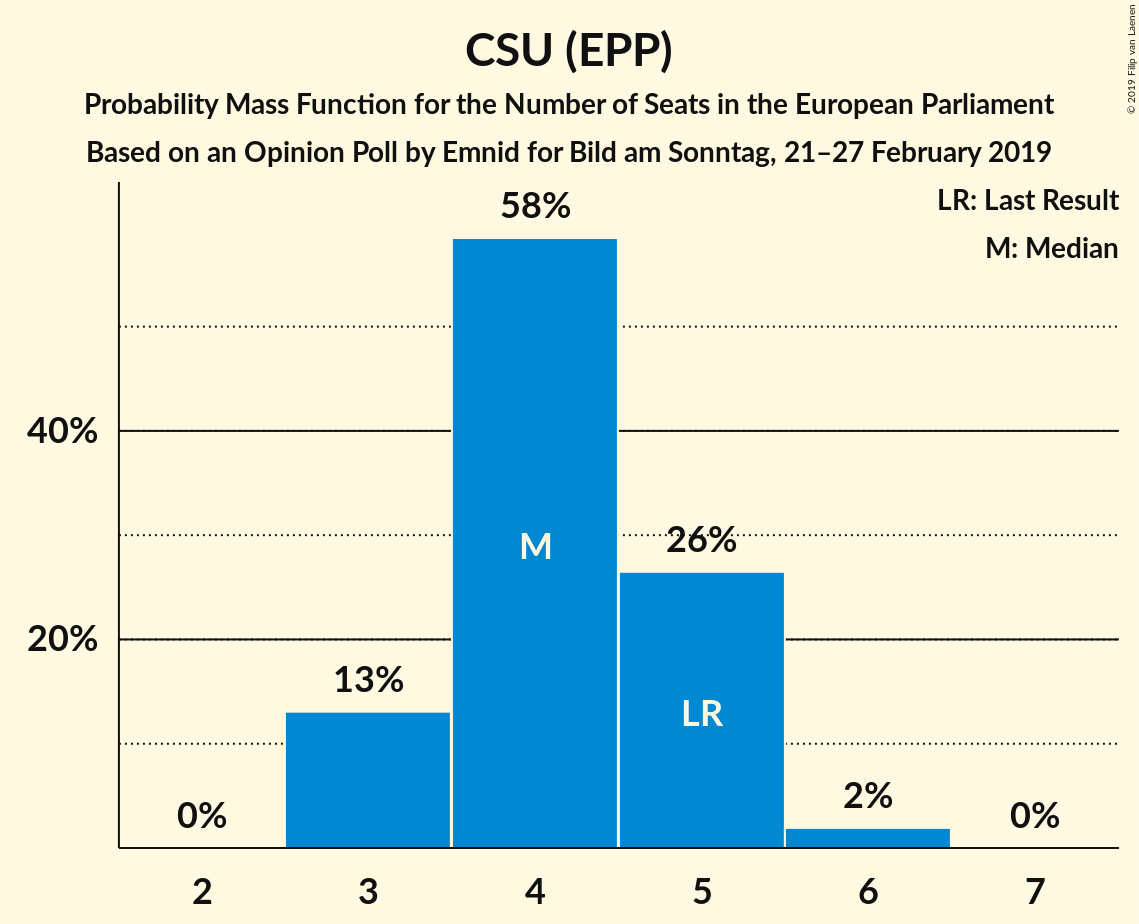 CSU (EPP)
Probability Mass Function for the Number of Seats in the European Parliament
Based on an Opinion Poll by Emnid for Bild am Sonntag, 21–27 February 2019
© 2019 Filip van Laenen
LR: Last Result
M: Median
58%
40%
26%
M
20%
13%
LR
2%
0%
0%
2 3 4 5 6 7